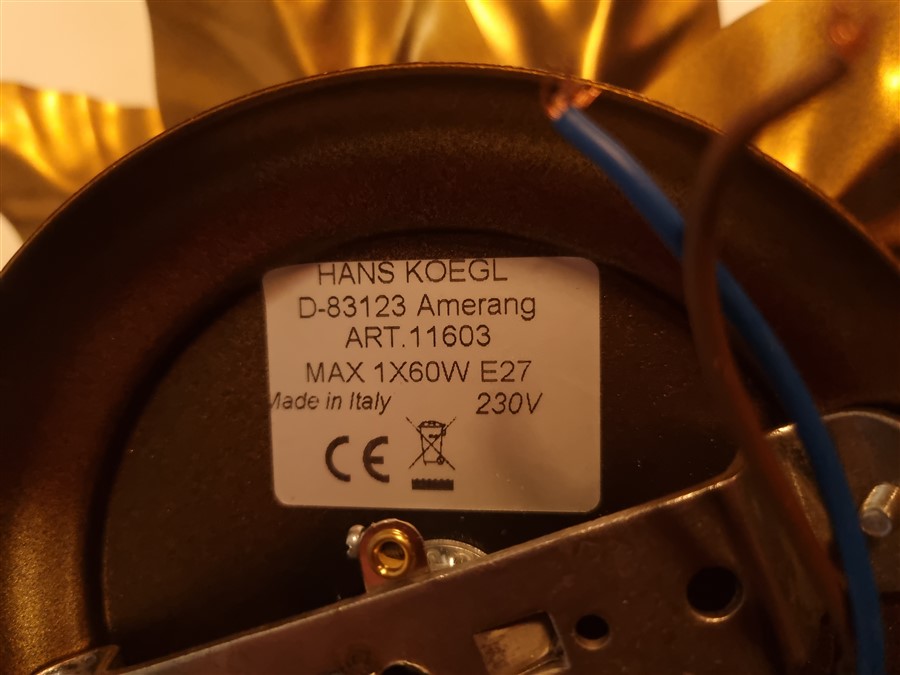 HANS KOEGL
D-83123 Amerang
ART.11603
MAX 1X60W E27
Made in Italy 230V
CE